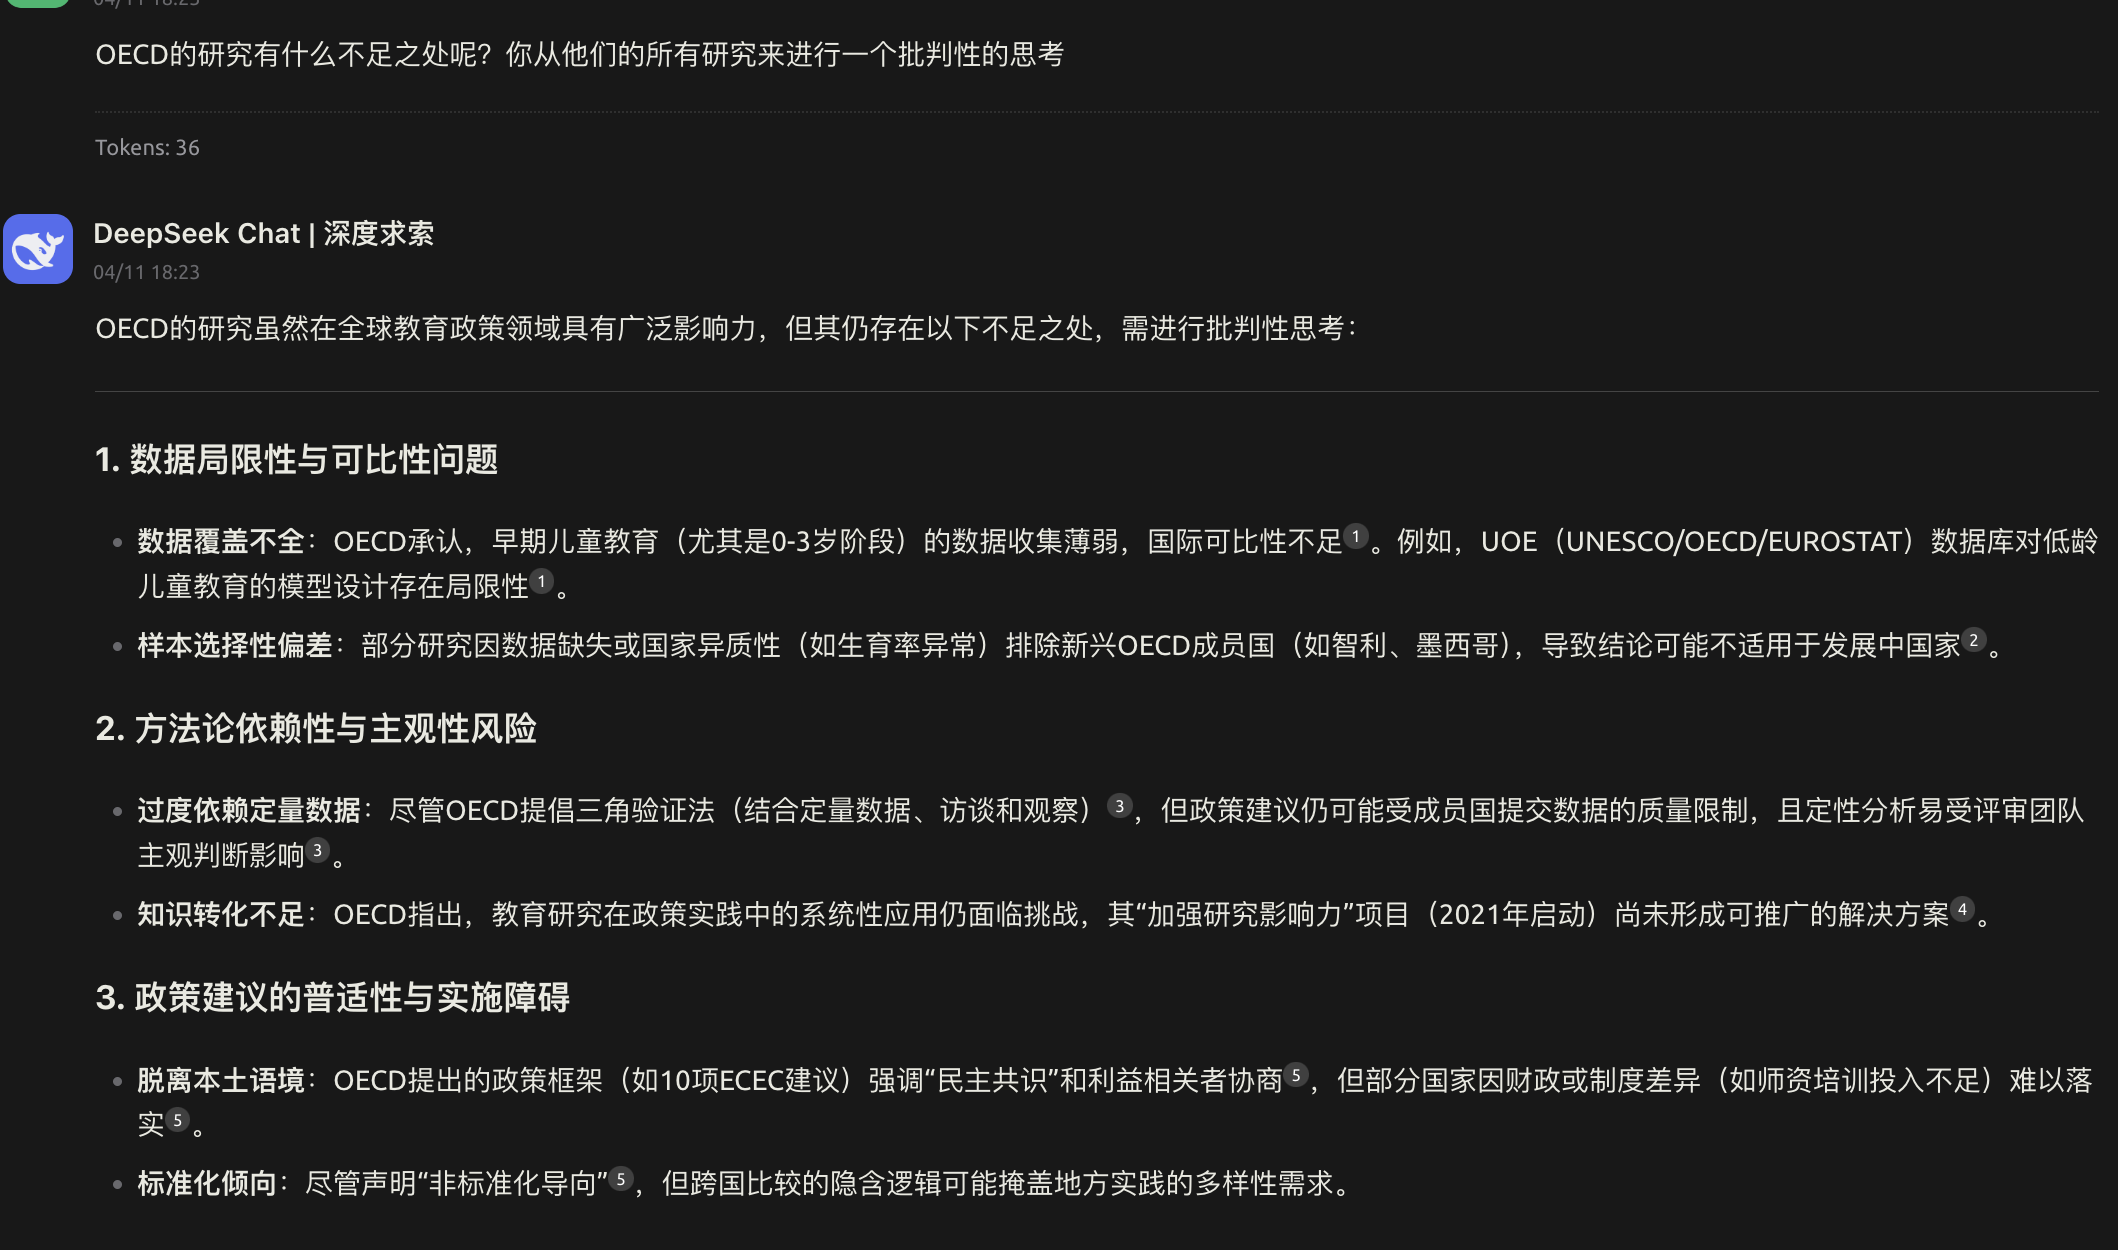 04/11 18:23
OECD的研究有什么不足之处呢？你从他们的所有研究来进行一个批判性的思考
Tokens: 36
DeepSeek Chat | 深度求索
04/11 18:23
OECD的研究虽然在全球教育政策领域具有广泛影响力，但其仍存在以下不足之处，需进行批判性思考：
1. 数据局限性与可比性问题
• 数据覆盖不全：OECD承认，早期儿童教育（尤其是0-3岁阶段）的数据收集薄弱，国际可比性不足1。例如，UOE（UNESCO/OECD/EUROSTAT）数据库对低龄
儿童教育的模型设计存在局限性1。
• 样本选择性偏差：部分研究因数据缺失或国家异质性（如生育率异常）排除新兴OECD成员国（如智利、墨西哥），导致结论可能不适用于发展中国家2。
2. 方法论依赖性与主观性风险
• 过度依赖定量数据：尽管OECD提倡三角验证法（结合定量数据、访谈和观察）3，但政策建议仍可能受成员国提交数据的质量限制，且定性分析易受评审团队
主观判断影响3。
• 知识转化不足：OECD指出，教育研究在政策实践中的系统性应用仍面临挑战，其“加强研究影响力”项目（2021年启动）尚未形成可推广的解决方案4。
3. 政策建议的普适性与实施障碍
• 脱离本土语境：OECD提出的政策框架（如10项ECEC建议）强调“民主共识”和利益相关者协商5，但部分国家因财政或制度差异（如师资培训投入不足）难以落
实5。
• 标准化倾向：尽管声明“非标准化导向”5，但跨国比较的隐含逻辑可能掩盖地方实践的多样性需求。